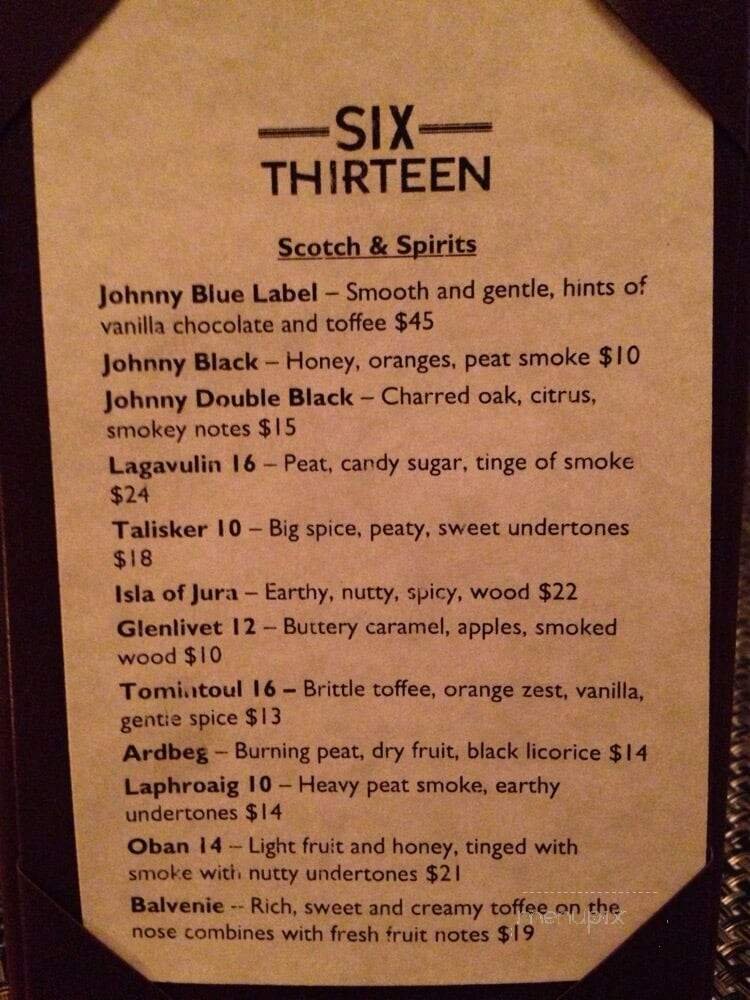 SIX
THIRTEEN
Scotch & Spirits
Johnny Blue Label – Smooth and gentle, hints of
vanilla chocolate and toffee $45
Johnny Black – Honey, oranges, peat smoke $10
Johnny Double Black – Charred oak, citrus,
smokey notes $15
Lagavulin 16 – Peat, candy sugar, tinge of smoke
$24
Talisker 10 – Big spice, peaty, sweet undertones
$18
Isla of Jura – Earthy, nutty, spicy, wood $22
Glenlivet 12 – Buttery caramel, apples, smoked
wood $10
Tomintoul 16 – Brittle toffee, orange zest, vanilla,
gentle spice $13
Ardbeg – Burning peat, dry fruit, black licorice $14
Laphroaig 10 – Heavy peat smoke, earthy
undertones $14
Oban 14 – Light fruit and honey, tinged with
smoke with nutty undertones $21
Balvenie -- Rich, sweet and creamy toffee on the
nose combines with fresh fruit notes $19
menupix